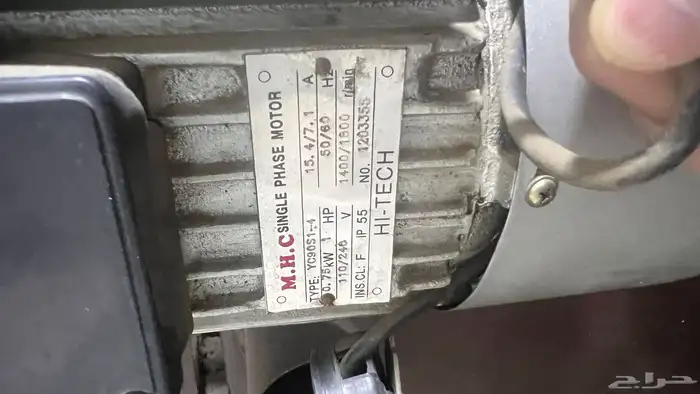 M.H.C SINGLE PHASE MOTOR
TYPE: YC90S1-4 15.4/7.1 A
0.75kW 1 HP 50/60 Hz
110/240 V 1400/1800 r/min
INS.CL: F IP 55 NO. 1203355
HI-TECH
حراج